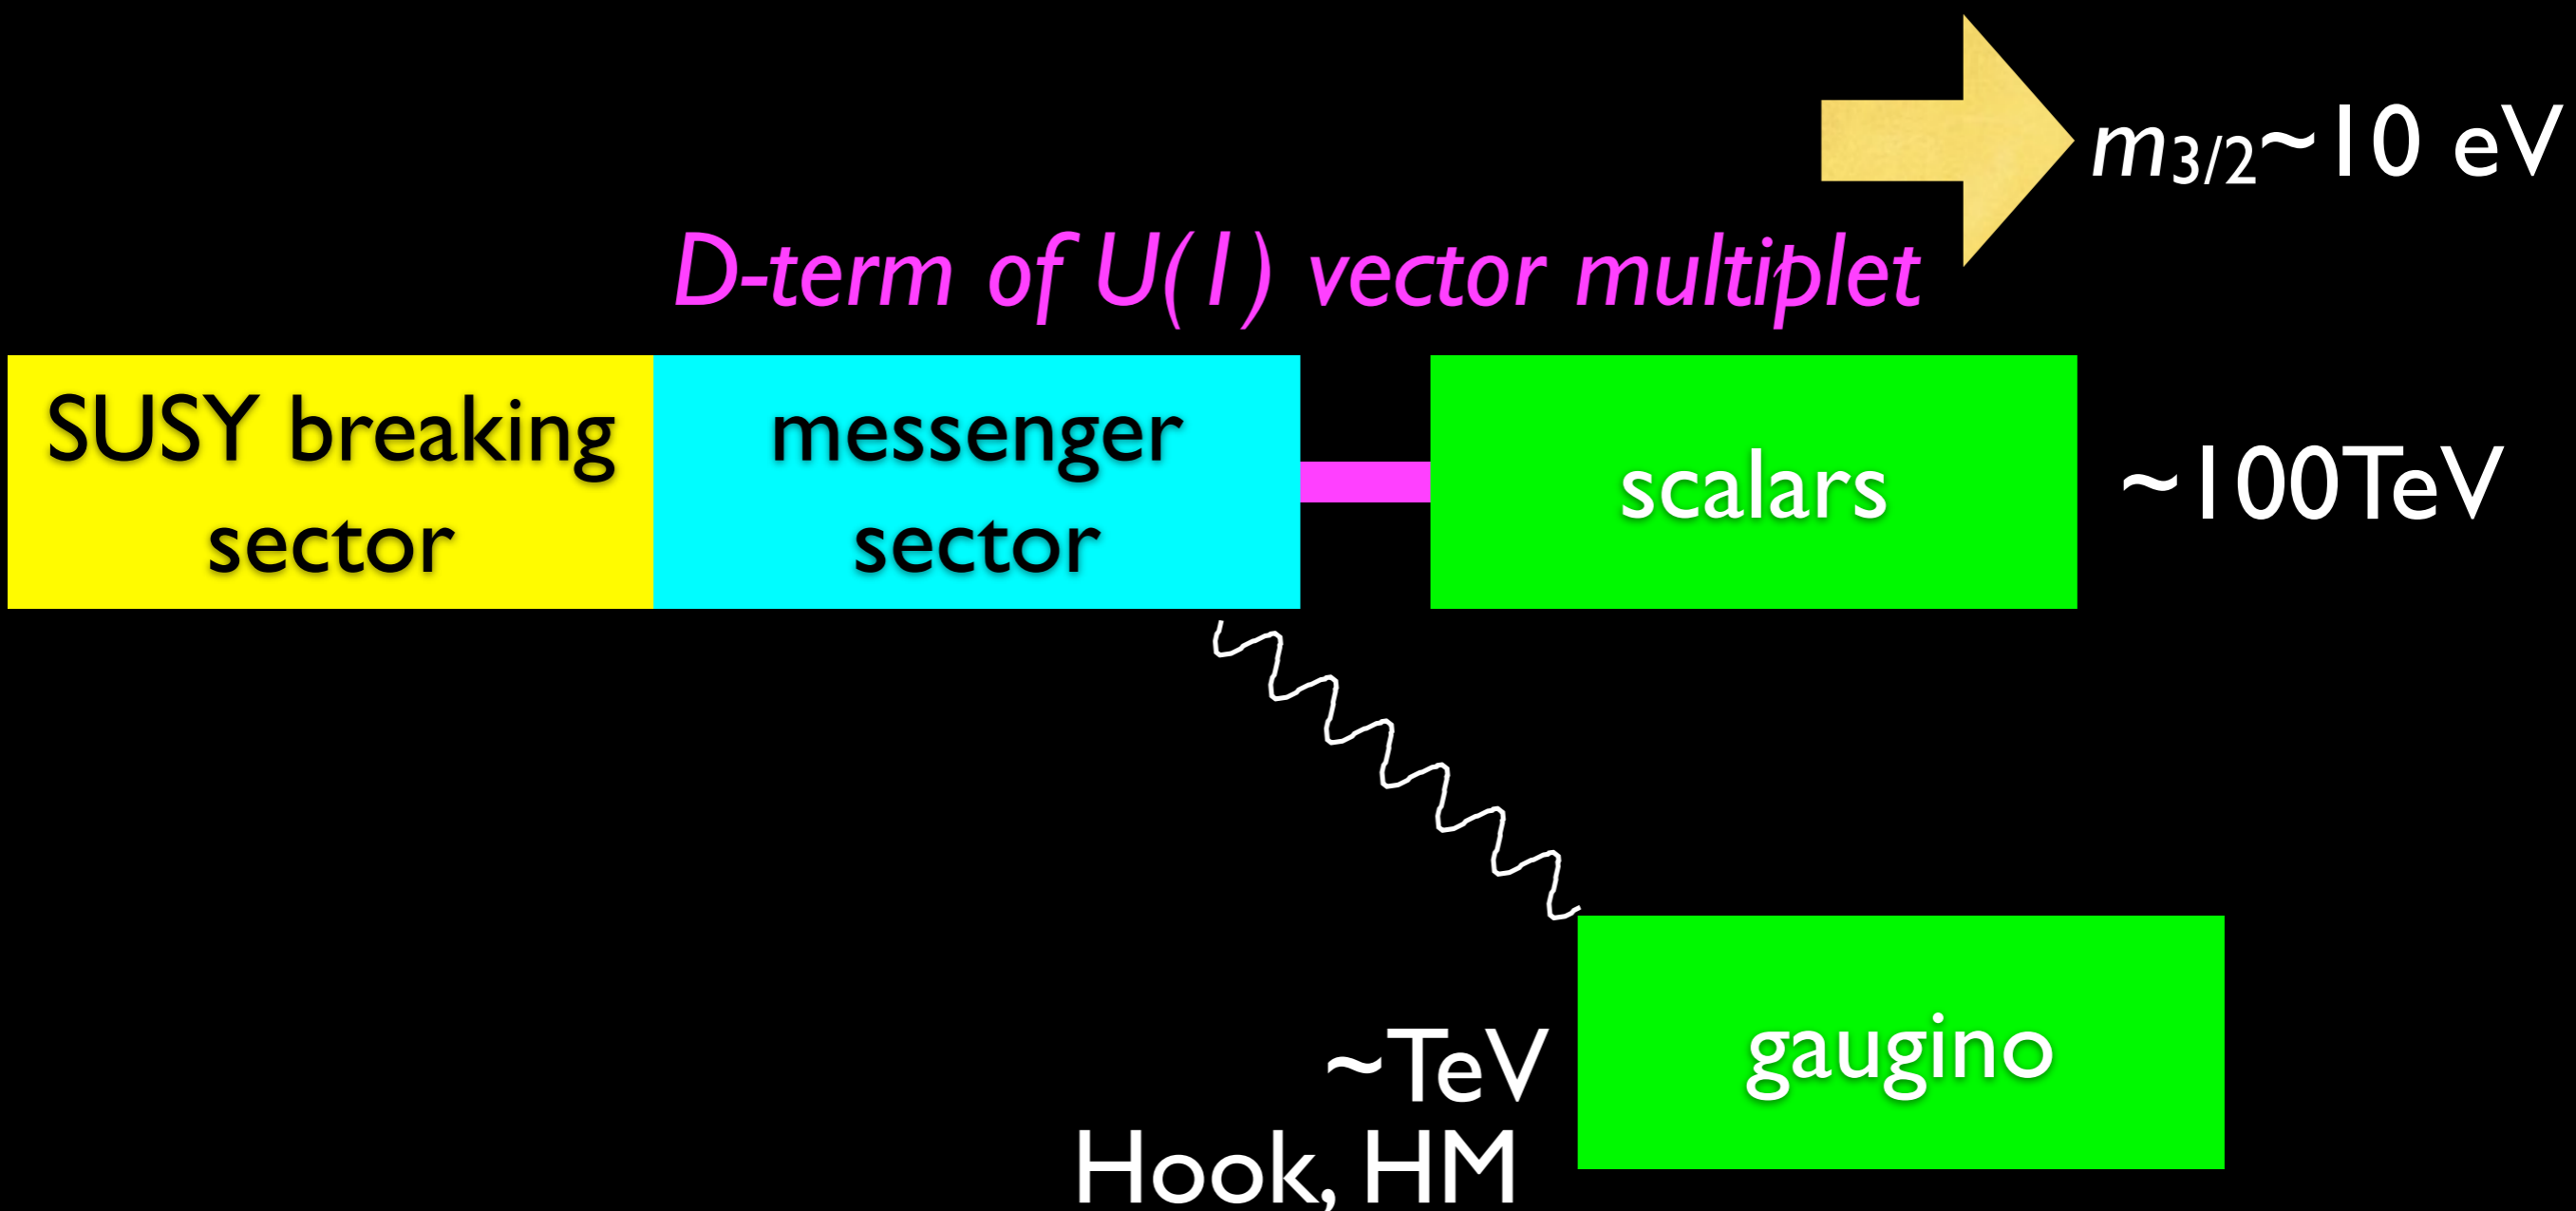 m3/2~10 eV
D-term of U(1) vector multiplet
SUSY breaking
sector
messenger
sector
scalars
~100TeV
~TeV
gaugino
Hook, HM